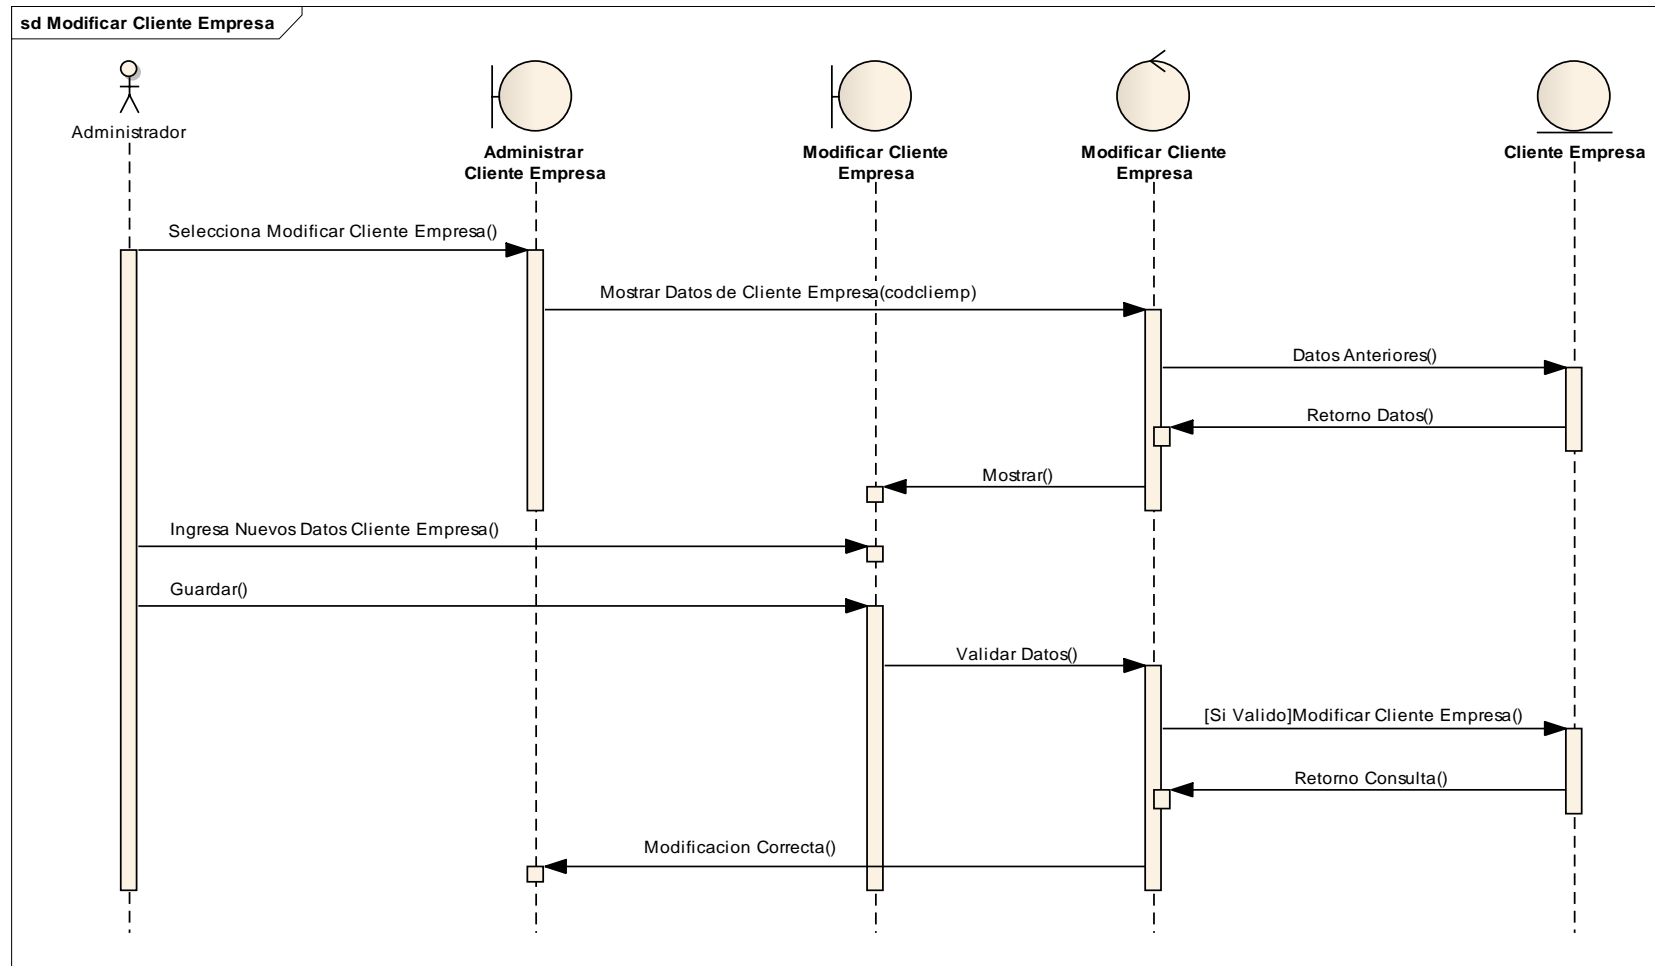 sd Modificar Cliente Empresa
Administrador
Administrar
Cliente Empresa
Modificar Cliente
Empresa
Modificar Cliente
Empresa
Cliente Empresa
Selecciona Modificar Cliente Empresa()
Mostrar Datos de Cliente Empresa(codcliemp)
Datos Anteriores()
Retorno Datos()
Mostrar()
Ingresa Nuevos Datos Cliente Empresa()
Guardar()
Validar Datos()
[Si Valido]Modificar Cliente Empresa()
Retorno Consulta()
Modificacion Correcta()